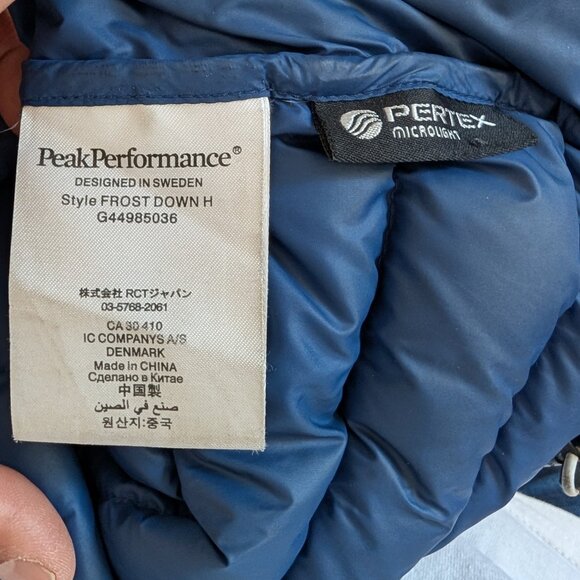 PeakPerformance®
DESIGNED IN SWEDEN
Style FROST DOWN H
G44985036
株式会社 RCTジャパン
03-5768-2061
CA 30 410
IC COMPANYS A/S
DENMARK
Made in CHINA
Сделано в Китае
中国製
صنع في الصين
원산지:중국
PERTEX
MICROLIGHT